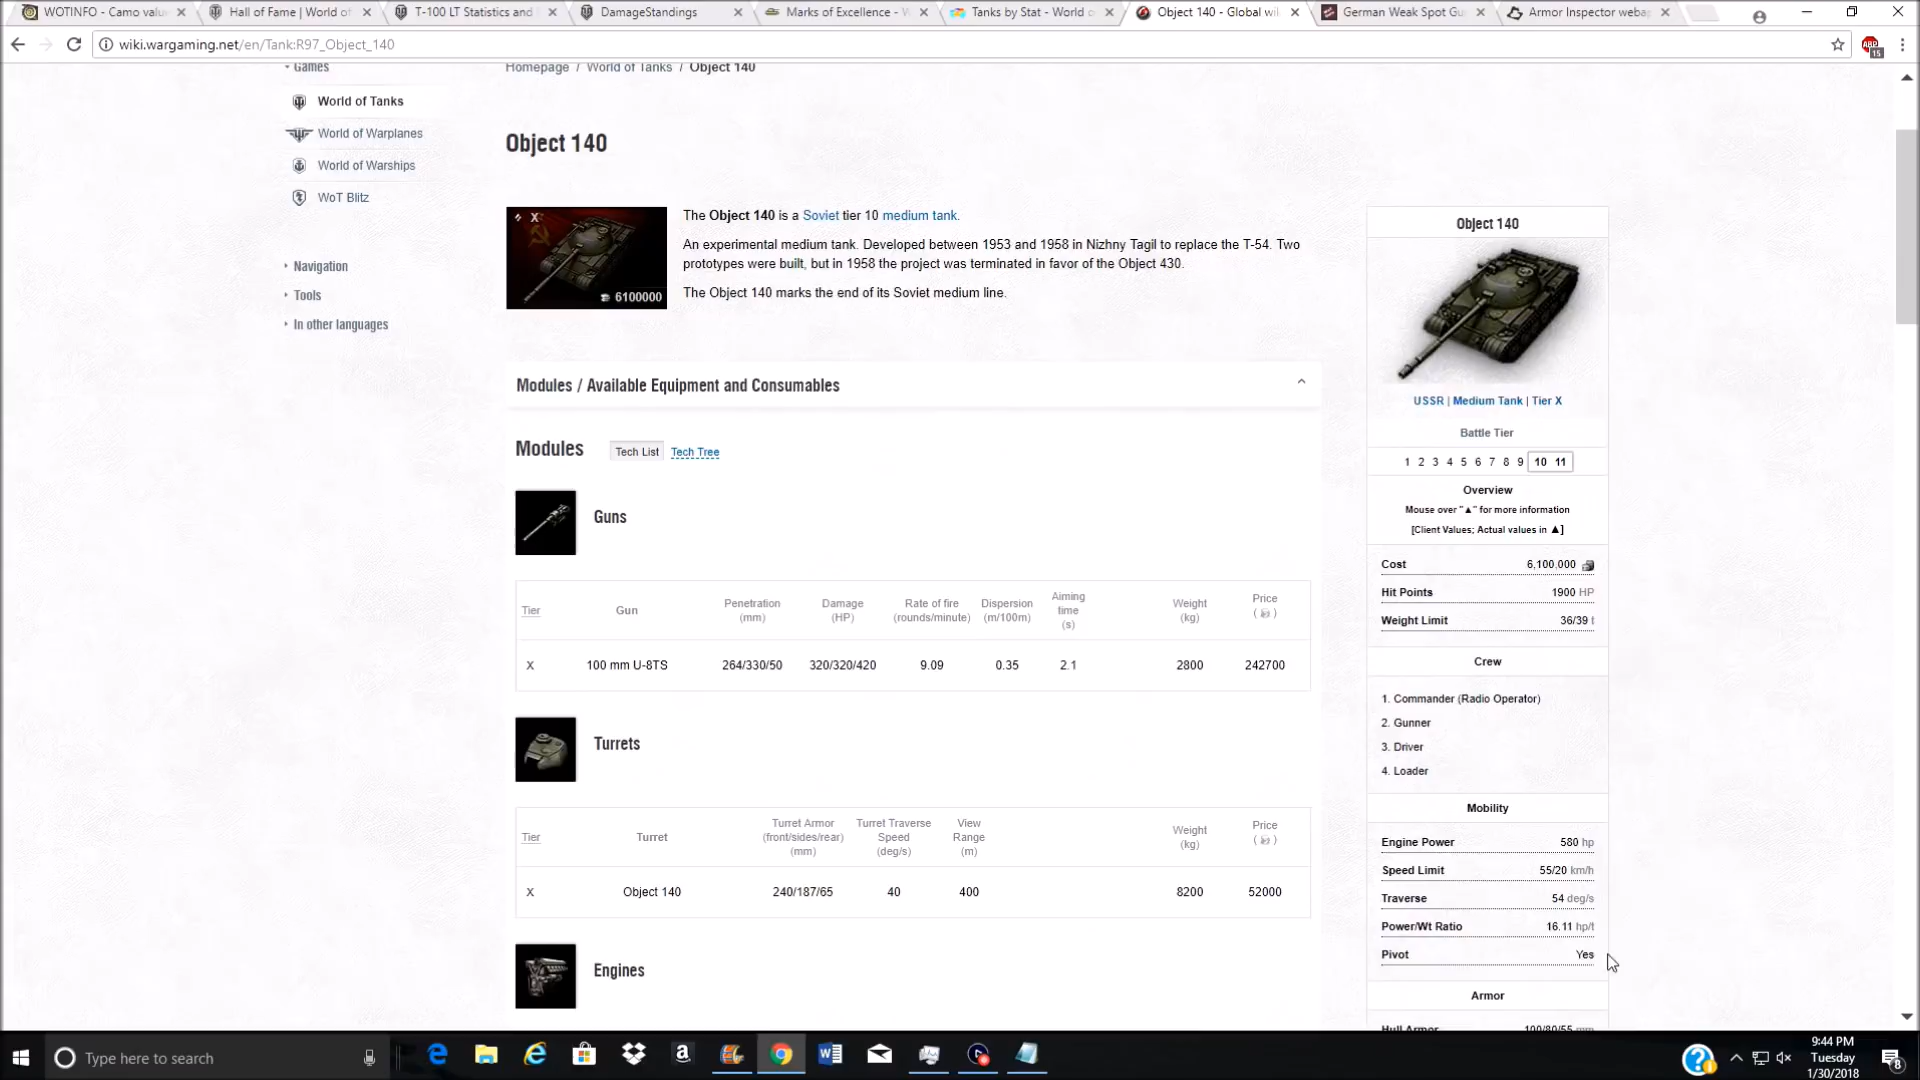 WOTINFO - Camo valu
Hall of Fame | World of
T-100 LT Statistics and
DamageStandings
Marks of Excellence - W
Tanks by Stat - World o
Object 140 - Global wi
German Weak Spot Gu
Armor Inspector weba
wiki.wargaming.net/en/Tank:R97_Object_140
ABP
15
Games
World of Tanks
World of Warplanes
World of Warships
WoT Blitz
Navigation
Tools
In other languages
Homepage / World of Tanks / Object 140
Object 140
X
6100000
The Object 140 is a Soviet tier 10 medium tank.
An experimental medium tank. Developed between 1953 and 1958 in Nizhny Tagil to replace the T-54. Two
prototypes were built, but in 1958 the project was terminated in favor of the Object 430.
The Object 140 marks the end of its Soviet medium line.
Modules / Available Equipment and Consumables
Modules Tech List Tech Tree
Guns
Tier Gun Penetration (mm) Damage (HP) Rate of fire (rounds/minute) Dispersion (m/100m) Aiming time (s) Weight (kg) Price ( )
X 100 mm U-8TS 264/330/50 320/320/420 9.09 0.35 2.1 2800 242700
Turrets
Tier Turret Turret Armor (front/sides/rear) (mm) Turret Traverse Speed (deg/s) View Range (m) Weight (kg) Price ( )
X Object 140 240/187/65 40 400 8200 52000
Engines
Object 140
USSR | Medium Tank | Tier X
Battle Tier
1 2 3 4 5 6 7 8 9 10 11
Overview
Mouse over "▲" for more information
[Client Values; Actual values in ▲]
Cost 6,100,000
Hit Points 1900 HP
Weight Limit 36/39 t
Crew
1. Commander (Radio Operator)
2. Gunner
3. Driver
4. Loader
Mobility
Engine Power 580 hp
Speed Limit 55/20 km/h
Traverse 54 deg/s
Power/Wt Ratio 16.11 hp/t
Pivot Yes
Armor
Hull Armor 100/80/55 mm
Type here to search
9:44 PM
Tuesday
1/30/2018
8